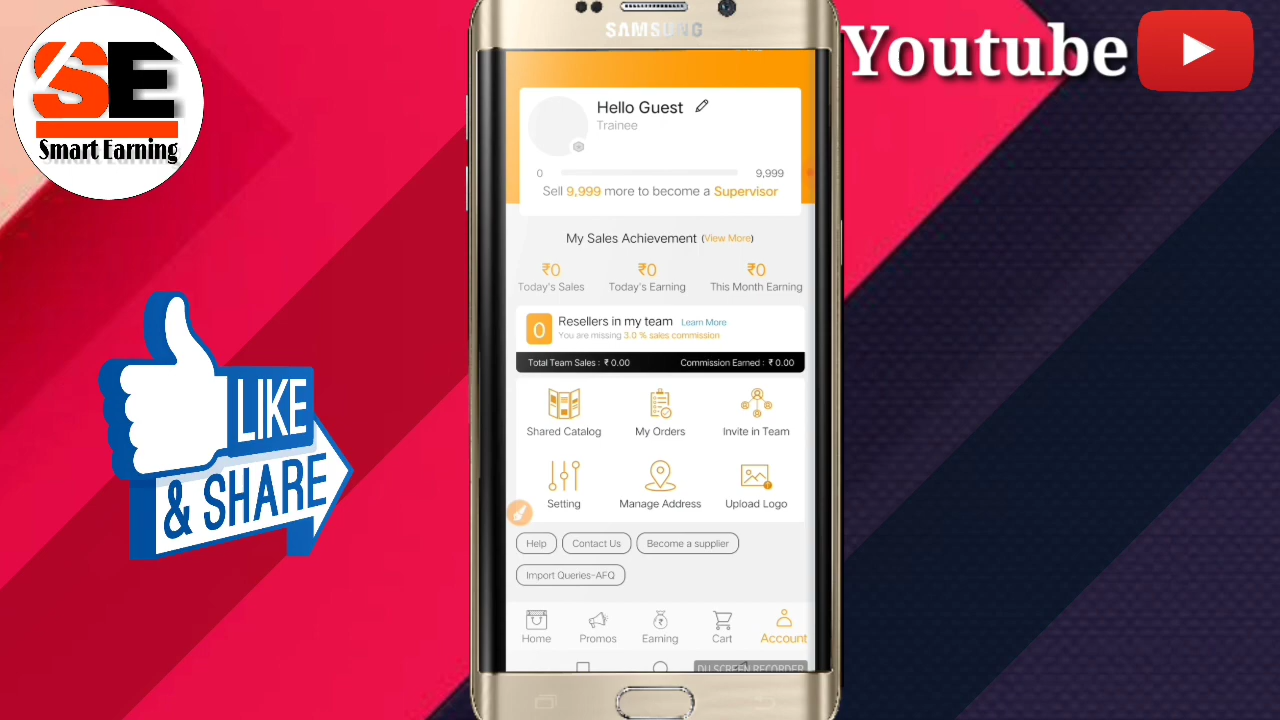 SE
Smart Earning
Youtube
LIKE
& SHARE
SAMSUNG
Hello Guest
Trainee
0 9,999
Sell 9,999 more to become a Supervisor
My Sales Achievement (View More)
₹0 ₹0 ₹0
Today's Sales Today's Earning This Month Earning
0 Resellers in my team Learn More
You are missing 3.0 % sales commission
Total Team Sales : ₹ 0.00 Commission Earned : ₹ 0.00
Shared Catalog My Orders Invite in Team
Setting Manage Address Upload Logo
Help Contact Us Become a supplier
Import Queries-AFQ
Home Promos Earning Cart Account
DU SCREEN RECORDER